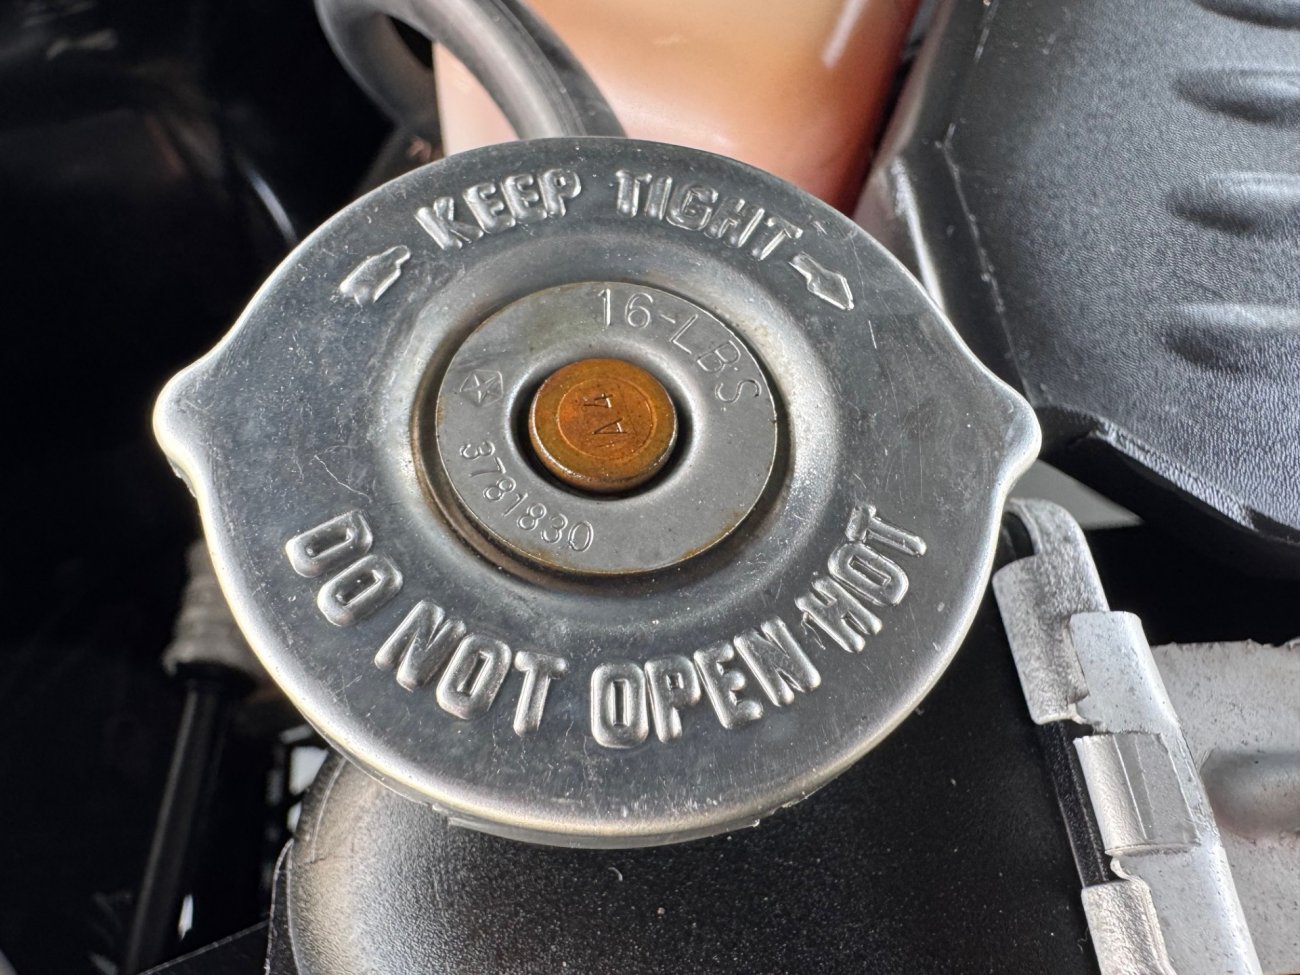 KEEP TIGHT
16-LBS.
A4
3781830
DO NOT OPEN HOT